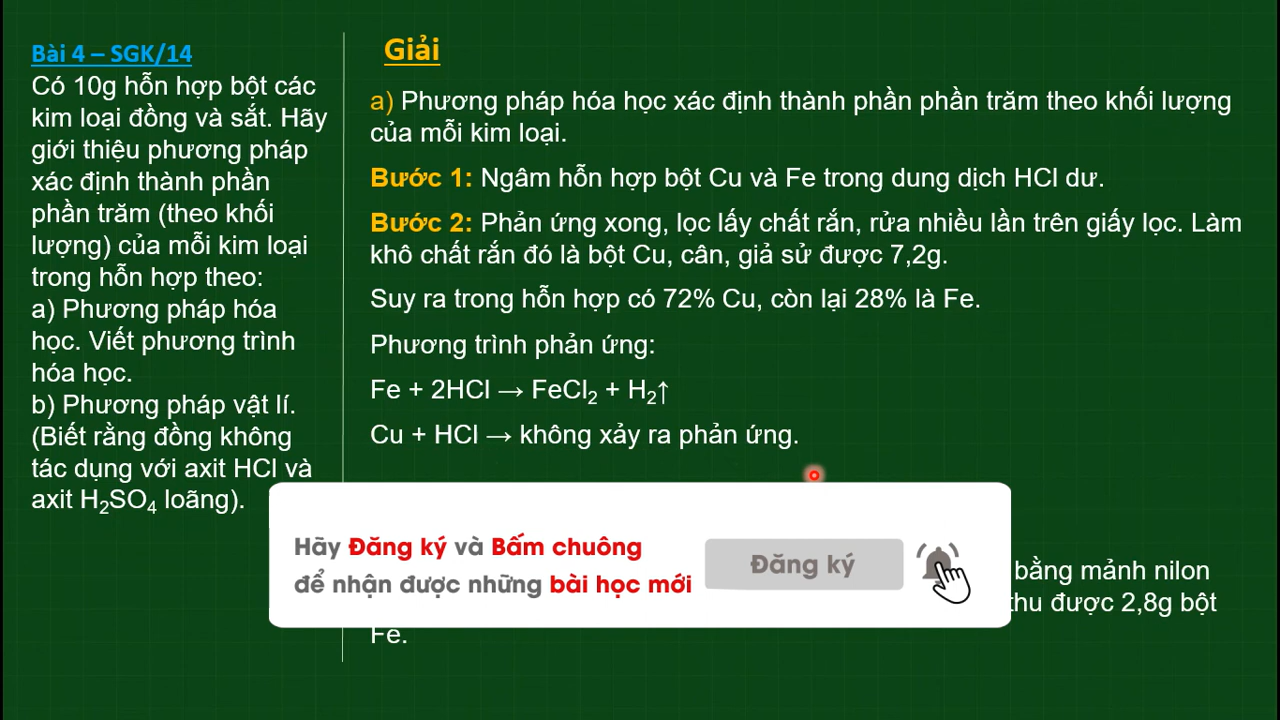 Bài 4 – SGK/14
Có 10g hỗn hợp bột các
kim loại đồng và sắt. Hãy
giới thiệu phương pháp
xác định thành phần
phần trăm (theo khối
lượng) của mỗi kim loại
trong hỗn hợp theo:
a) Phương pháp hóa
học. Viết phương trình
hóa học.
b) Phương pháp vật lí.
(Biết rằng đồng không
tác dụng với axit HCl và
axit H₂SO₄ loãng).
Giải
a) Phương pháp hóa học xác định thành phần phần trăm theo khối lượng
của mỗi kim loại.
Bước 1: Ngâm hỗn hợp bột Cu và Fe trong dung dịch HCl dư.
Bước 2: Phản ứng xong, lọc lấy chất rắn, rửa nhiều lần trên giấy lọc. Làm
khô chất rắn đó là bột Cu, cân, giả sử được 7,2g.
Suy ra trong hỗn hợp có 72% Cu, còn lại 28% là Fe.
Phương trình phản ứng:
Fe + 2HCl → FeCl₂ + H₂↑
Cu + HCl → không xảy ra phản ứng.
bằng mảnh nilon
thu được 2,8g bột
Fe.
Hãy Đăng ký và Bấm chuông
để nhận được những bài học mới
Đăng ký